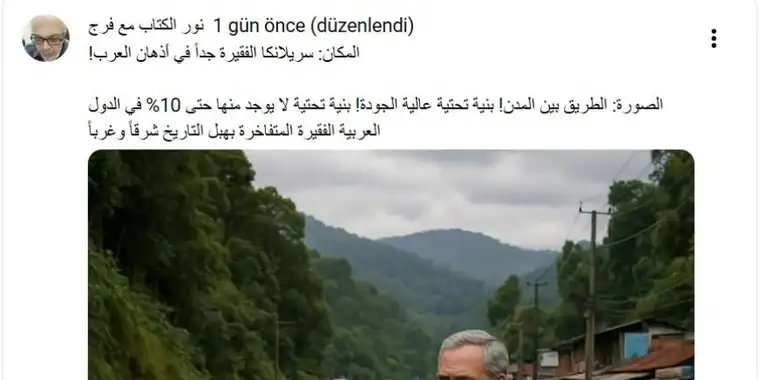 نور الكتاب مع فرج 1 gün önce (düzenlendi)
المكان: سريلانكا الفقيرة جداً في أذهان العرب!
الصورة: الطريق بين المدن! بنية تحتية عالية الجودة! بنية تحتية لا يوجد منها حتى 10% في الدول
العربية الفقيرة المتفاخرة بهبل التاريخ شرقاً وغرباً